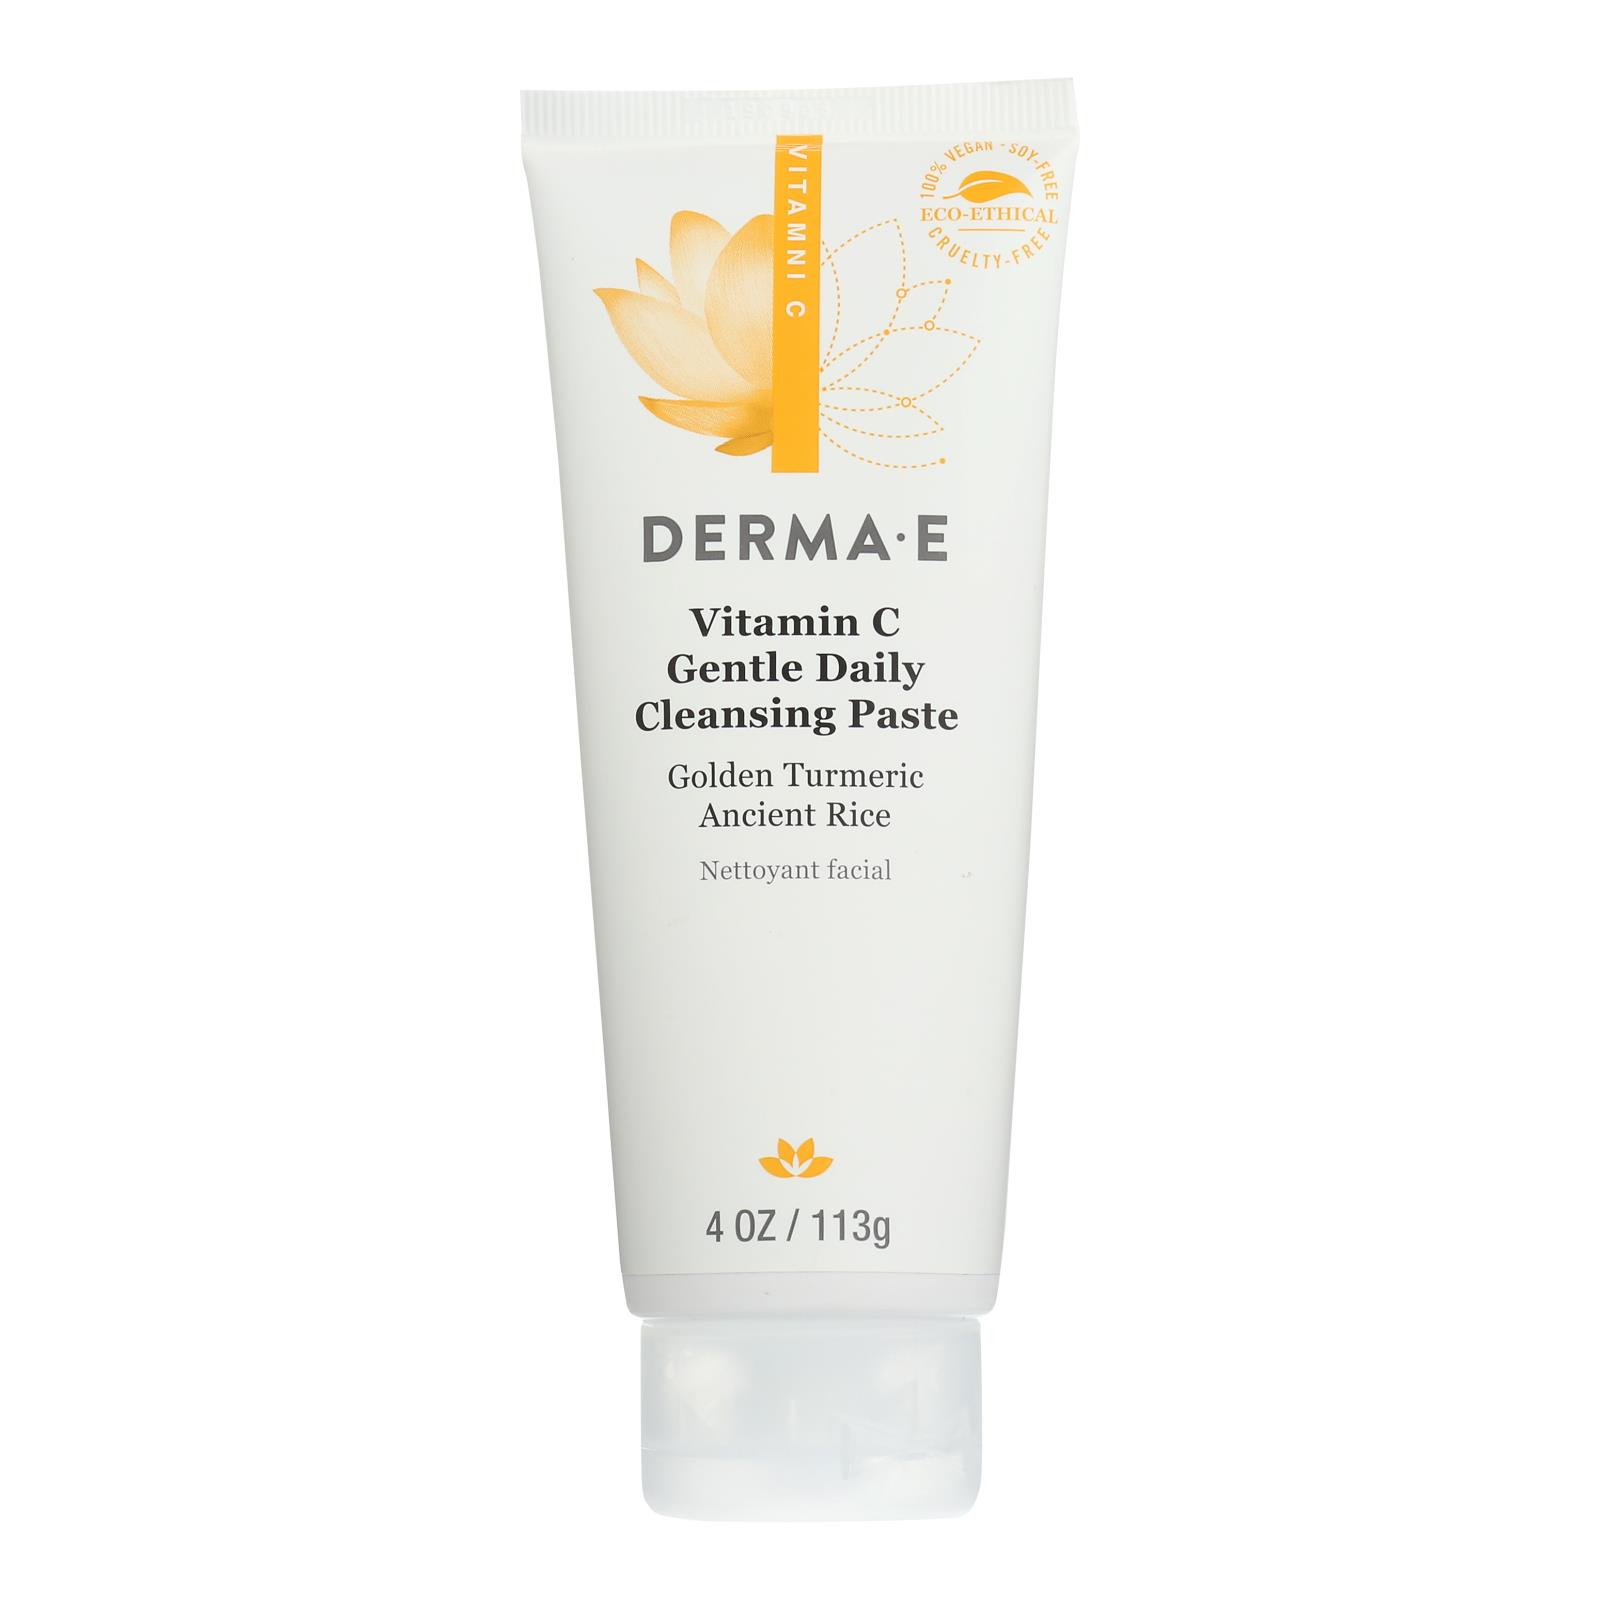 VITAMNI C
100% VEGAN - SOY-FREE
ECO-ETHICAL
CRUELTY-FREE
DERMA·E
Vitamin C
Gentle Daily
Cleansing Paste
Golden Turmeric
Ancient Rice
Nettoyant facial
4 OZ / 113g